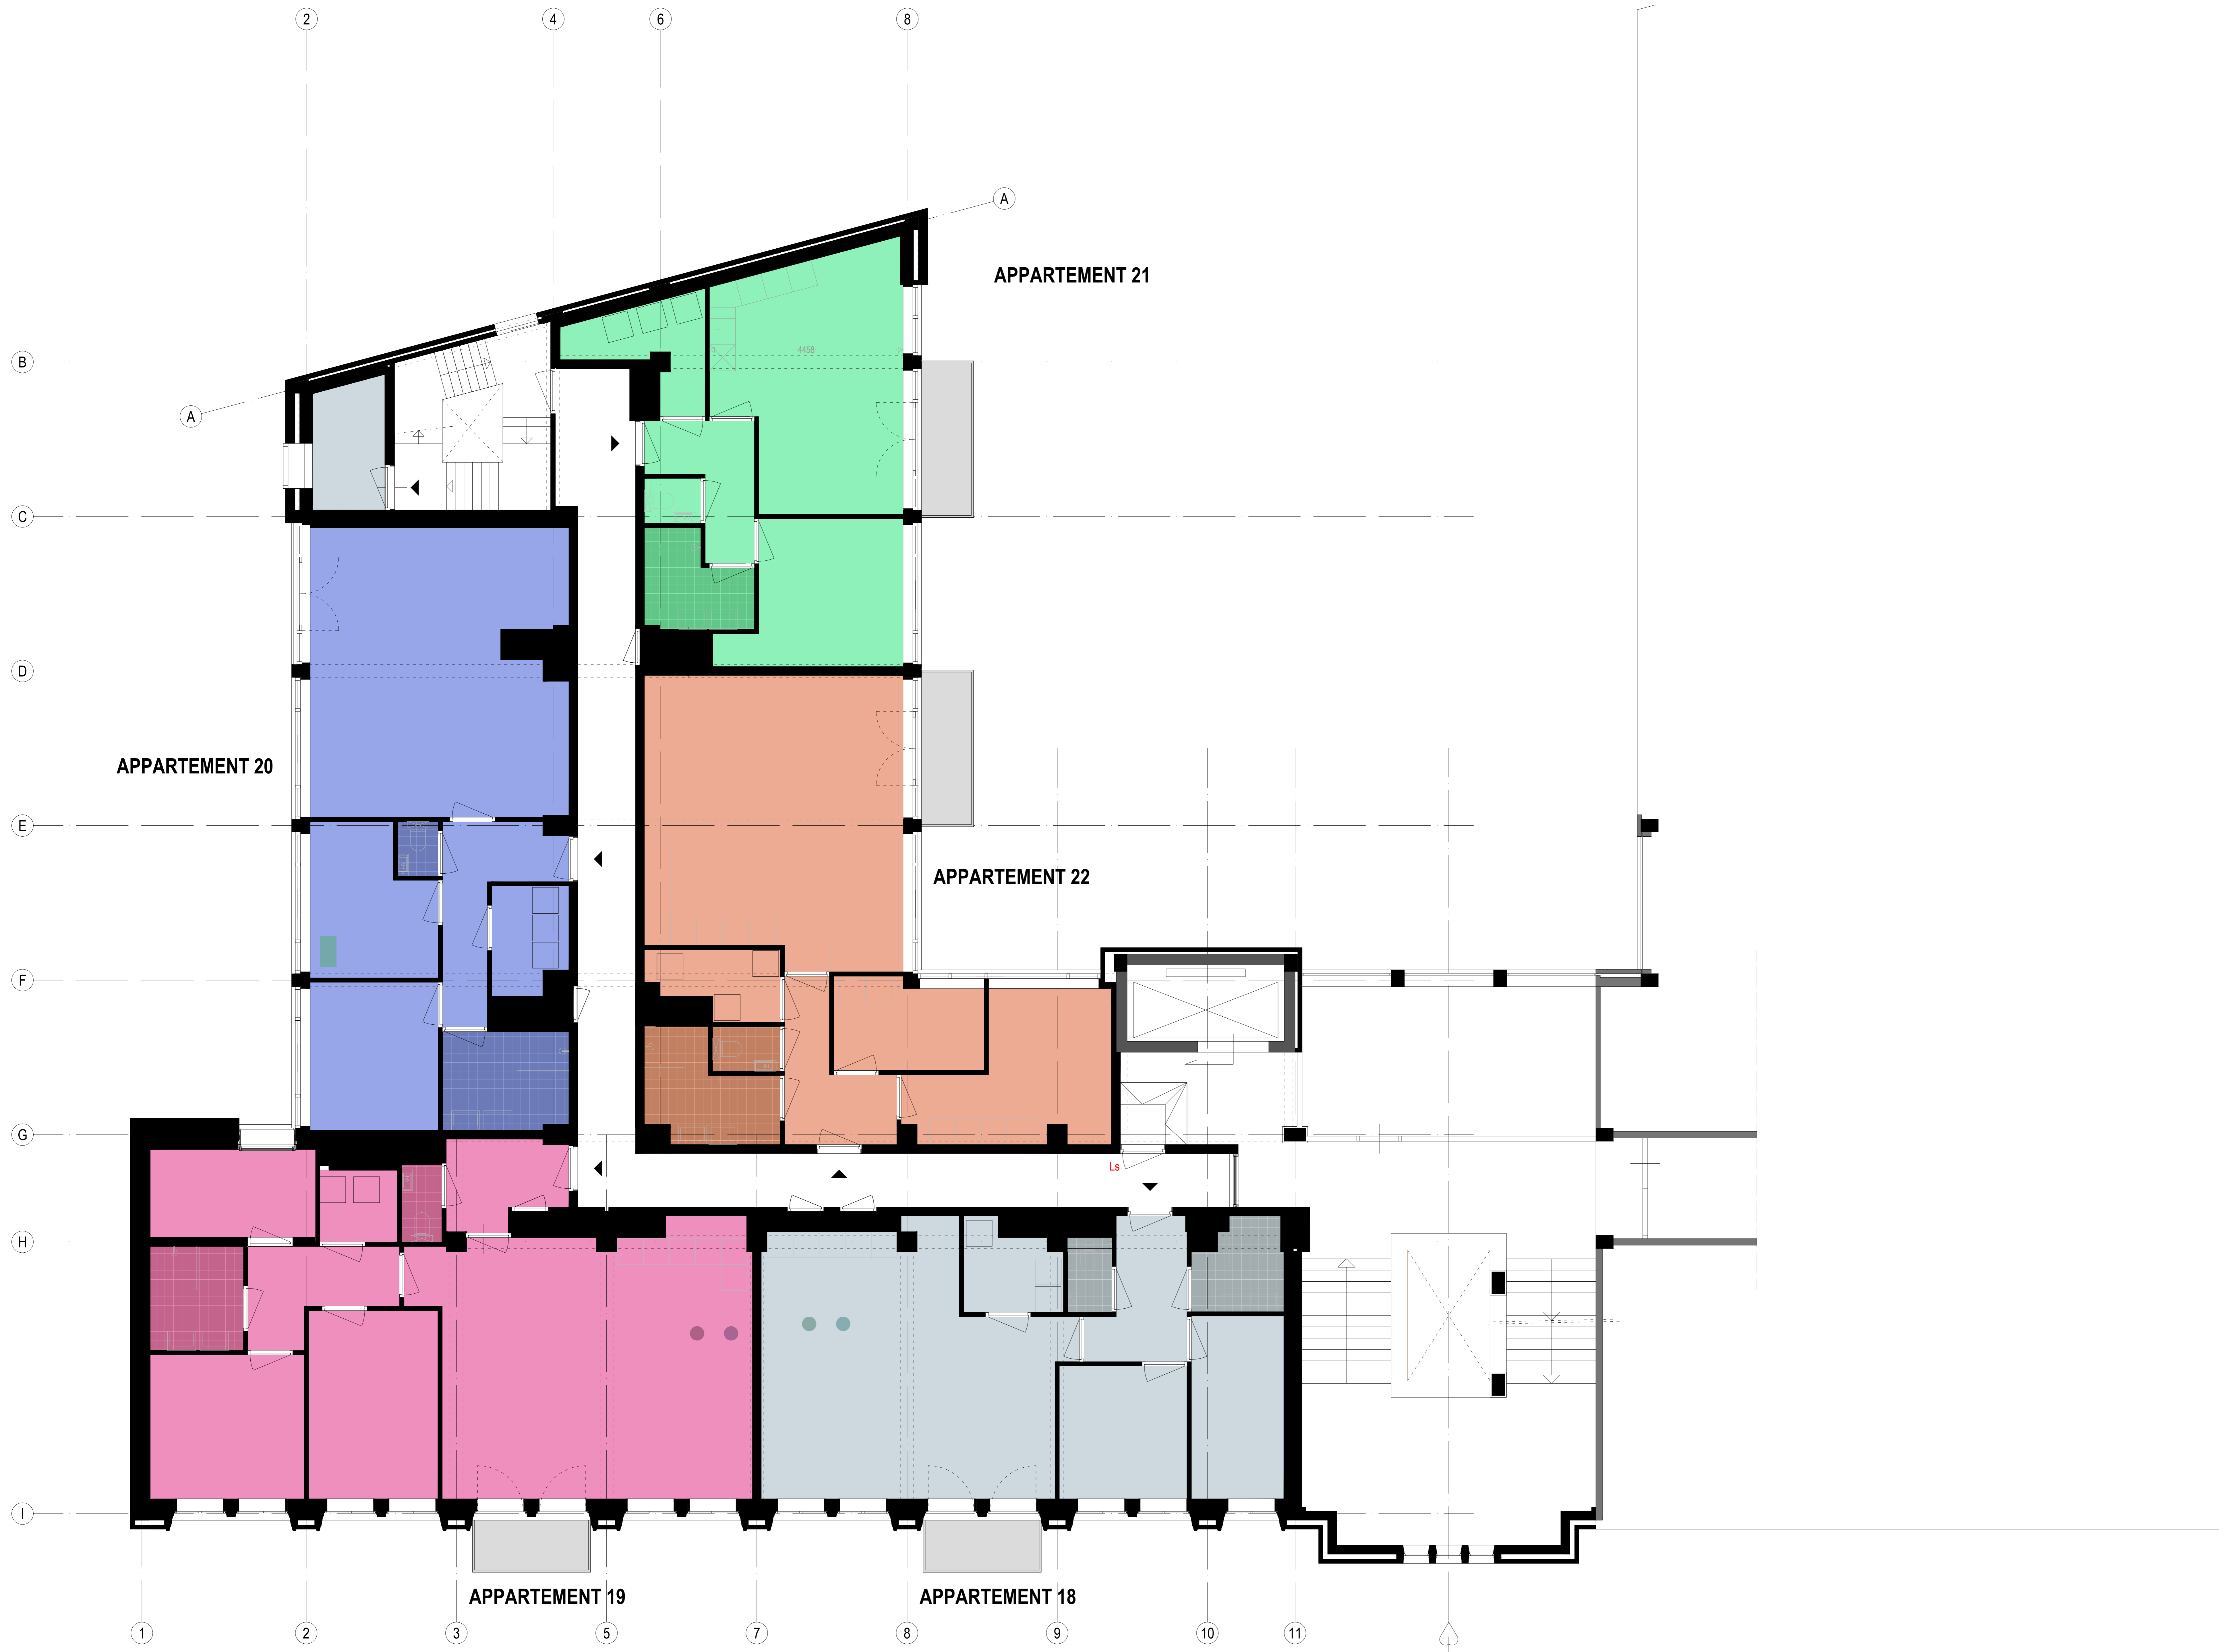 2
4
6
8
A
APPARTEMENT 21
4458
B
A
C
D
APPARTEMENT 20
E
APPARTEMENT 22
F
G
Ls
H
I
APPARTEMENT 19
APPARTEMENT 18
1
2
3
5
7
8
9
10
11